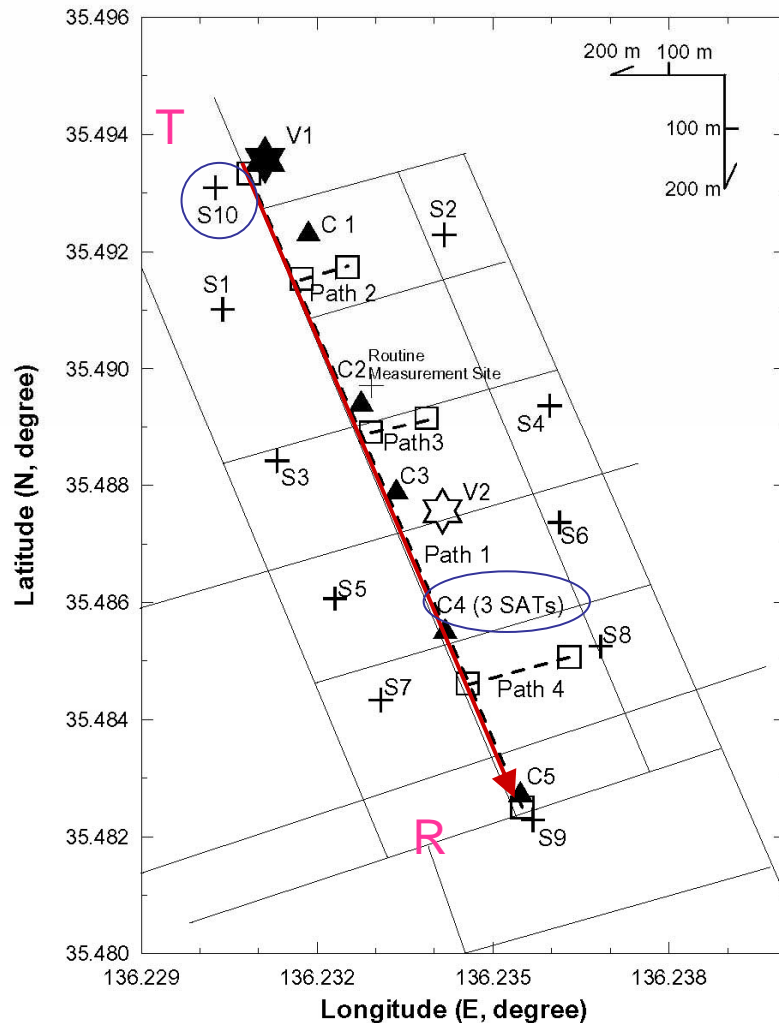 35.496
200 m 100 m
T
35.494
V1
100 m
S10
200 m
C 1
S2
35.492
S1
Path 2
35.490
C2
Routine
Measurement Site
S4
Path3
S3
C3
35.488
V2
S6
Path 1
S5
35.486
C4 (3 SATs)
S8
S7
Path 4
35.484
C5
R
S9
35.482
35.480
136.229
136.232
136.235
136.238
Latitude (N, degree)
Longitude (E, degree)